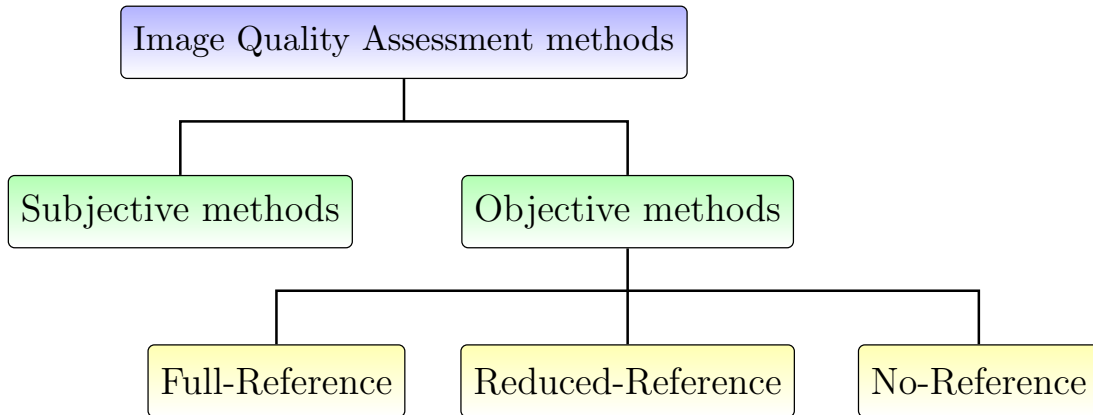 Image Quality Assessment methods
Subjective methods
Objective methods
Full-Reference
Reduced-Reference
No-Reference